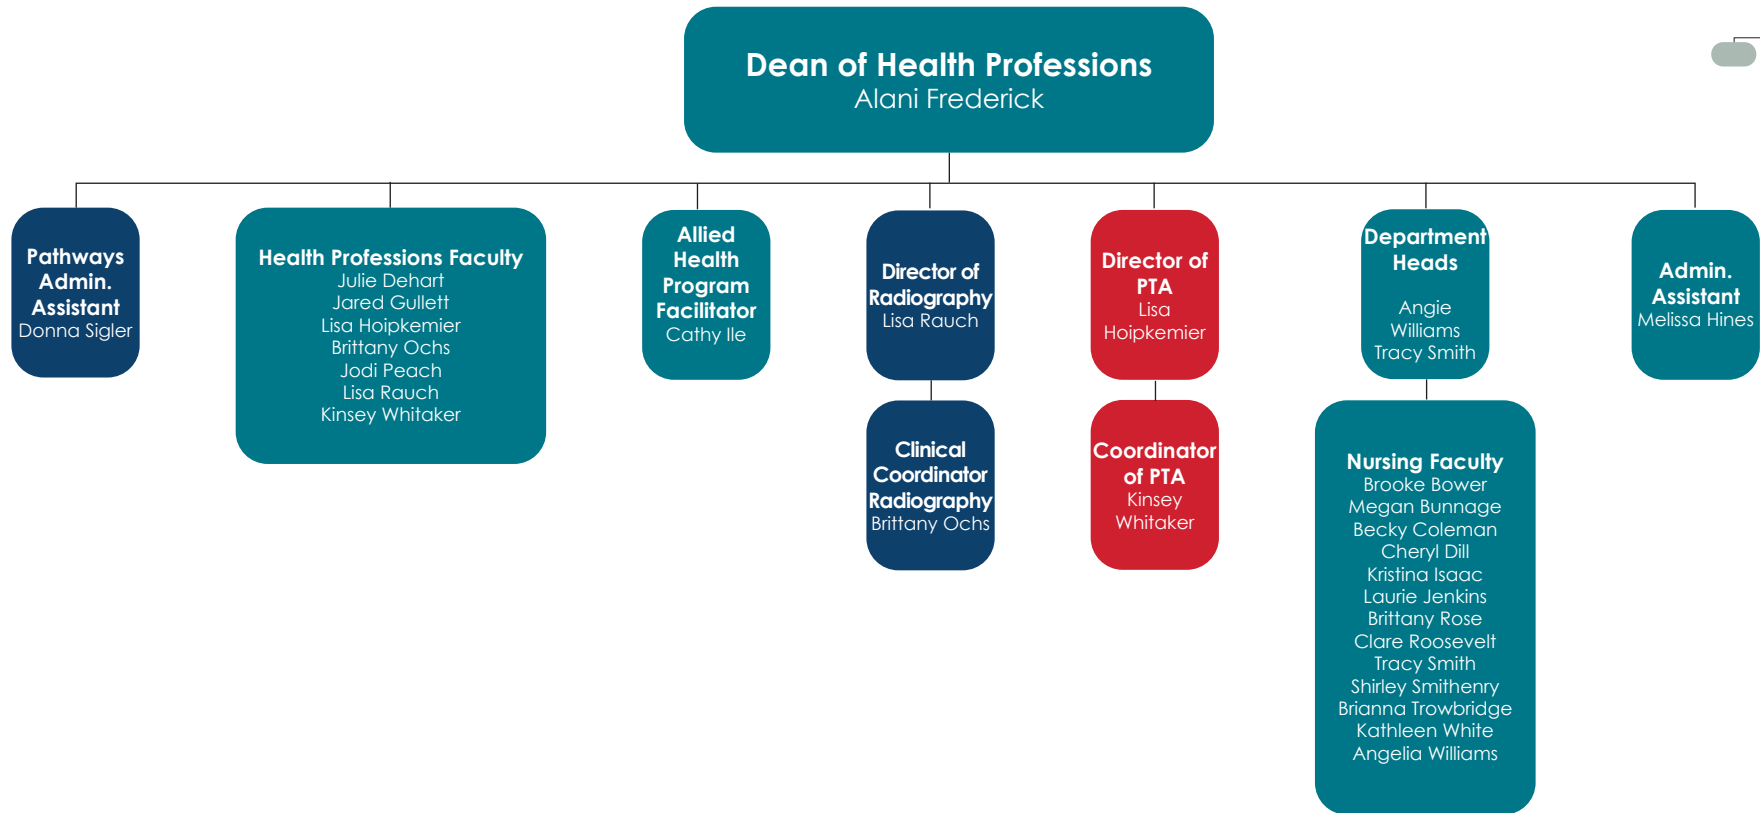 Dean of Health Professions
Alani Frederick
Pathways
Admin.
Assistant
Donna Sigler
Health Professions Faculty
Julie Dehart
Jared Gullett
Lisa Hoipkemier
Brittany Ochs
Jodi Peach
Lisa Rauch
Kinsey Whitaker
Allied
Health
Program
Facilitator
Cathy Ile
Director of
Radiography
Lisa Rauch
Clinical
Coordinator
Radiography
Brittany Ochs
Director of
PTA
Lisa
Hoipkemier
Coordinator
of PTA
Kinsey
Whitaker
Department
Heads
Angie
Williams
Tracy Smith
Nursing Faculty
Brooke Bower
Megan Bunnage
Becky Coleman
Cheryl Dill
Kristina Isaac
Laurie Jenkins
Brittany Rose
Clare Roosevelt
Tracy Smith
Shirley Smithenry
Brianna Trowbridge
Kathleen White
Angelia Williams
Admin.
Assistant
Melissa Hines